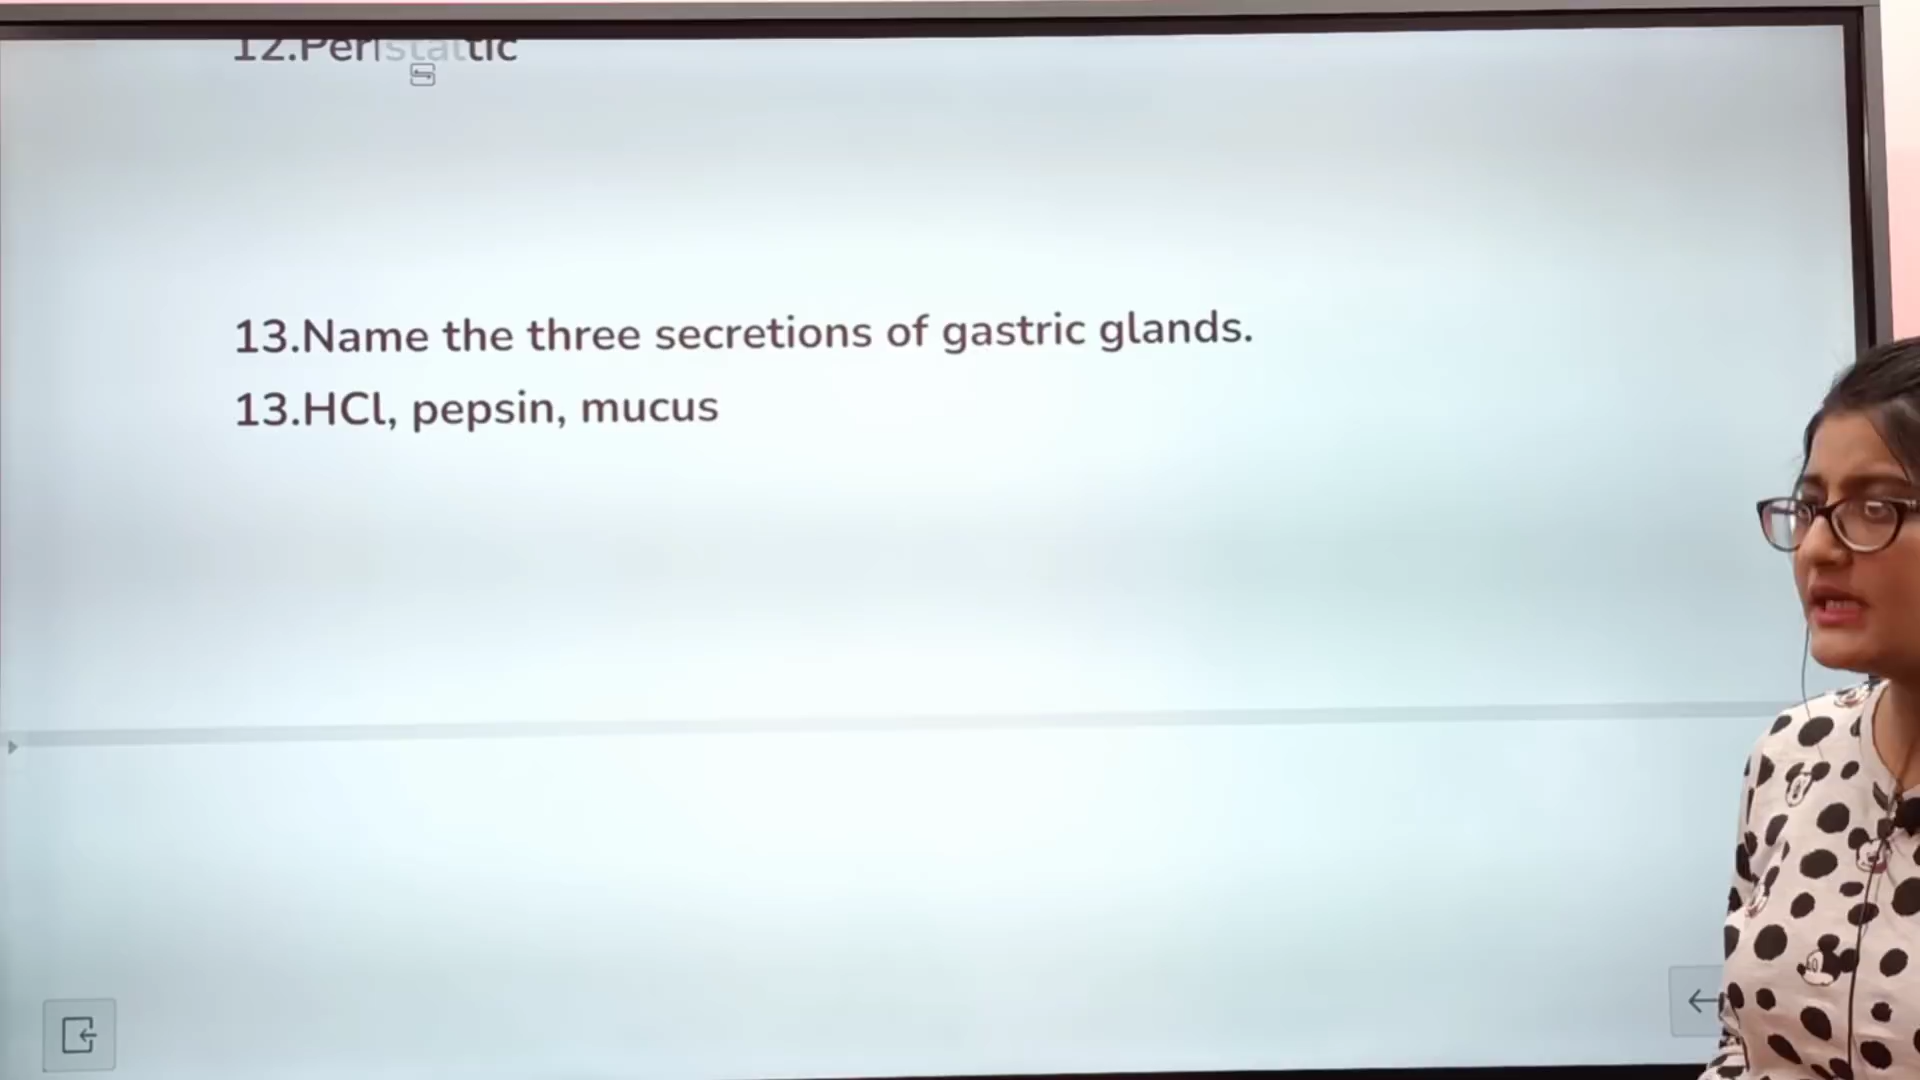 12.Peristaltic
13.Name the three secretions of gastric glands.
13.HCl, pepsin, mucus